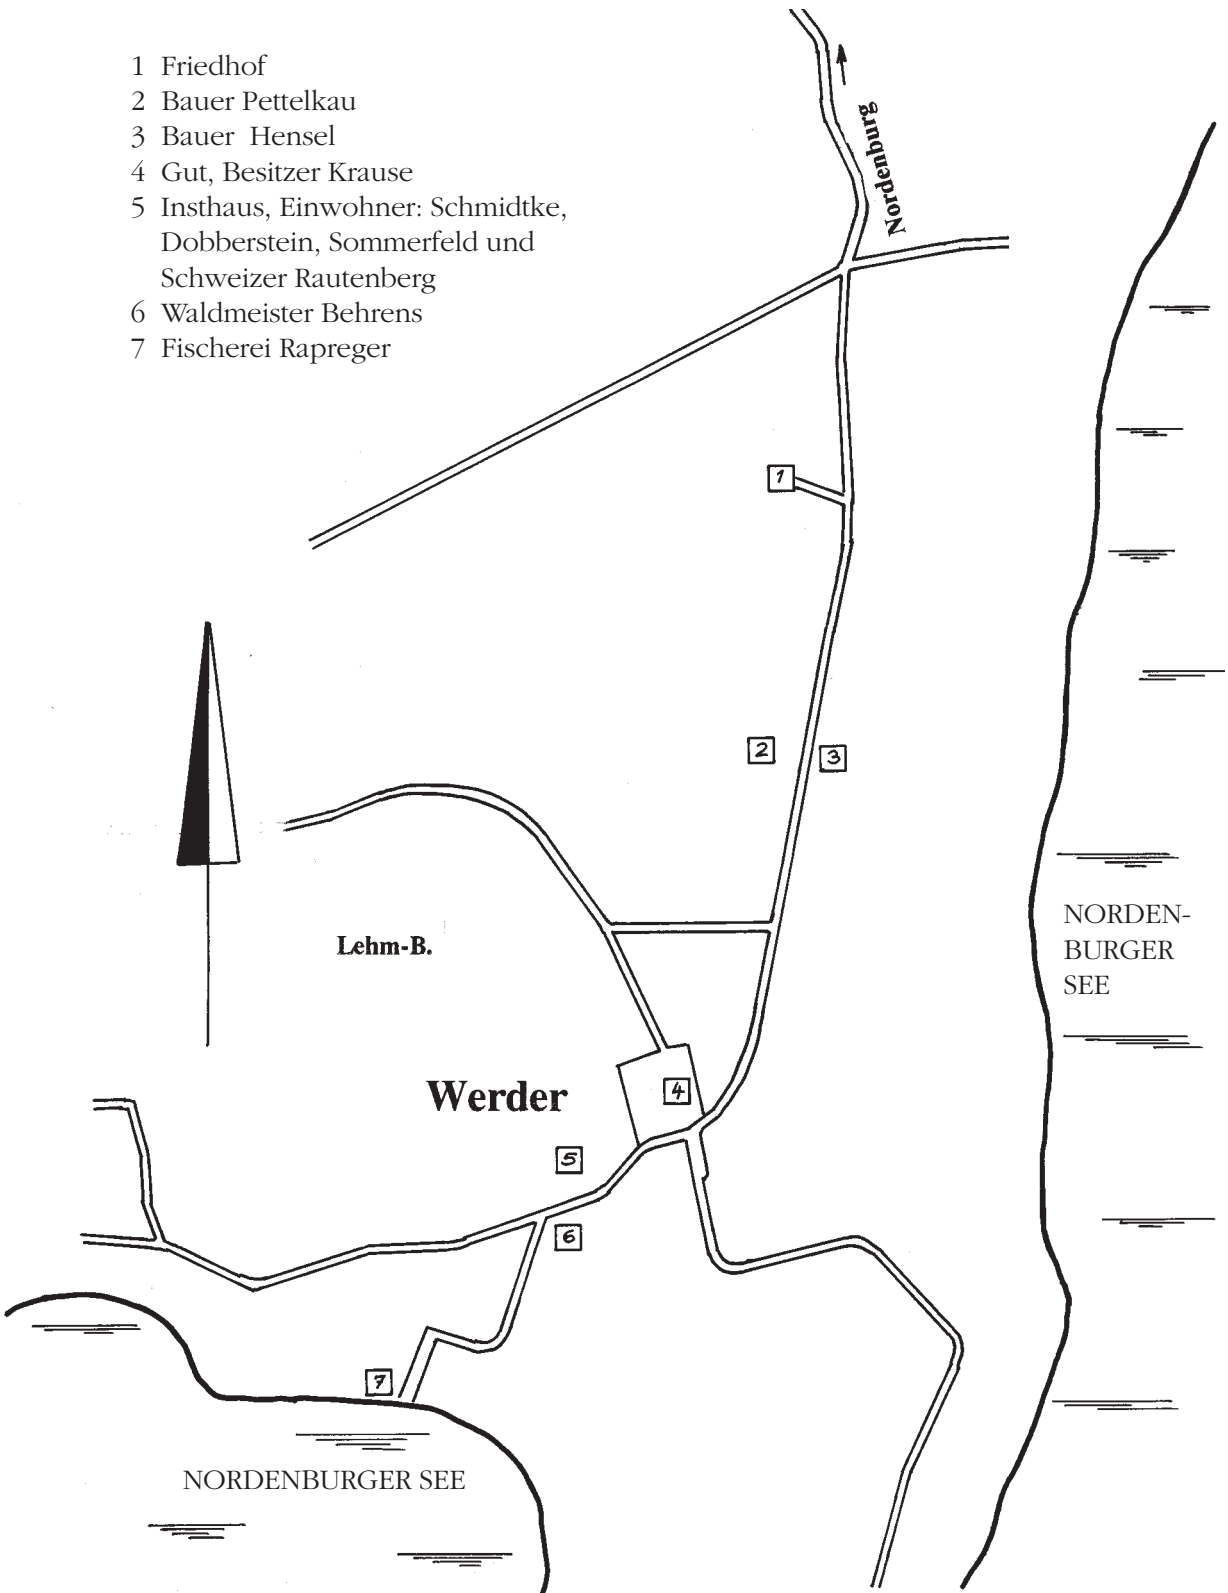 1 Friedhof
2 Bauer Pettelkau
3 Bauer Hensel
4 Gut, Besitzer Krause
5 Insthaus, Einwohner: Schmidtke,
Dobberstein, Sommerfeld und
Schweizer Rautenberg
6 Waldmeister Behrens
7 Fischerei Rapreger
Nordenburg
1
2
3
NORDEN-
BURGER
SEE
Lehm-B.
Werder
4
5
6
7
NORDENBURGER SEE